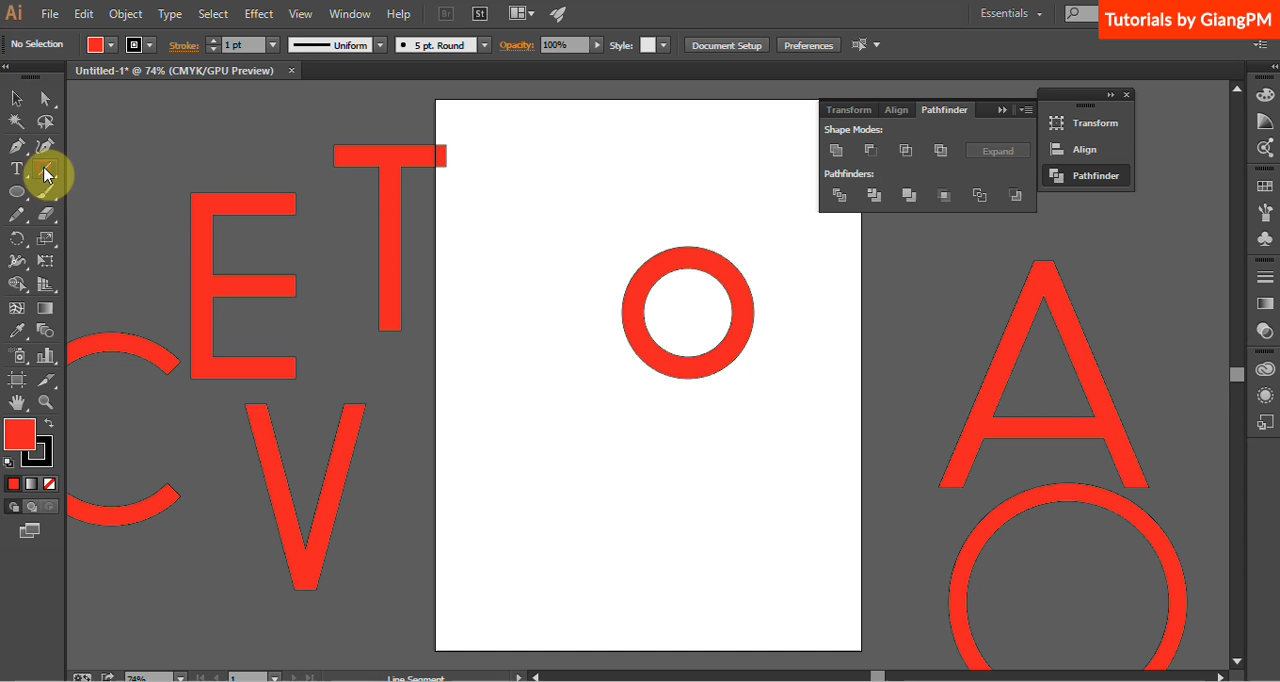 Ai File Edit Object Type Select Effect View Window Help Br St Essentials
Tutorials by GiangPM
No Selection Stroke: 1 pt Uniform 5 pt. Round Opacity: 100% Style: Document Setup Preferences
Untitled-1* @ 74% (CMYK/GPU Preview)
Transform Align Pathfinder
Shape Modes:
Expand
Pathfinders:
Transform
Align
Pathfinder
T
E
T
O
C
V
A
O
74% 1 Line Segment